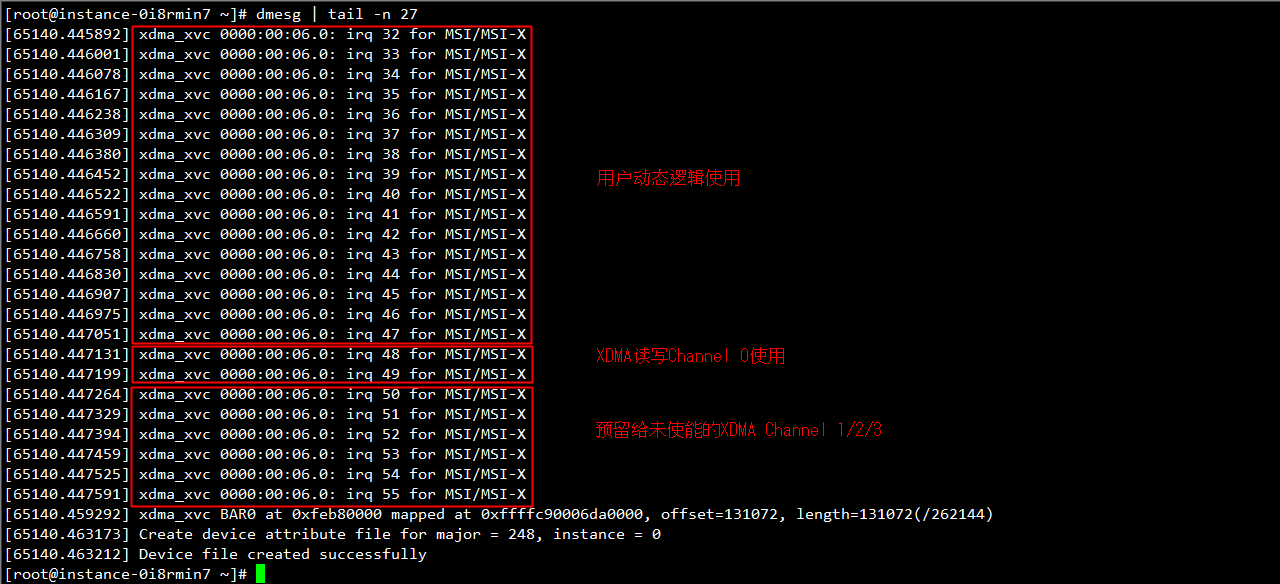 [root@instance-0i8rmin7 ~]# dmesg | tail -n 27
[65140.445892] xdma_xvc 0000:00:06.0: irq 32 for MSI/MSI-X
[65140.446001] xdma_xvc 0000:00:06.0: irq 33 for MSI/MSI-X
[65140.446078] xdma_xvc 0000:00:06.0: irq 34 for MSI/MSI-X
[65140.446167] xdma_xvc 0000:00:06.0: irq 35 for MSI/MSI-X
[65140.446238] xdma_xvc 0000:00:06.0: irq 36 for MSI/MSI-X
[65140.446309] xdma_xvc 0000:00:06.0: irq 37 for MSI/MSI-X
[65140.446380] xdma_xvc 0000:00:06.0: irq 38 for MSI/MSI-X
[65140.446452] xdma_xvc 0000:00:06.0: irq 39 for MSI/MSI-X
用户动态逻辑使用
[65140.446522] xdma_xvc 0000:00:06.0: irq 40 for MSI/MSI-X
[65140.446591] xdma_xvc 0000:00:06.0: irq 41 for MSI/MSI-X
[65140.446660] xdma_xvc 0000:00:06.0: irq 42 for MSI/MSI-X
[65140.446758] xdma_xvc 0000:00:06.0: irq 43 for MSI/MSI-X
[65140.446830] xdma_xvc 0000:00:06.0: irq 44 for MSI/MSI-X
[65140.446907] xdma_xvc 0000:00:06.0: irq 45 for MSI/MSI-X
[65140.446975] xdma_xvc 0000:00:06.0: irq 46 for MSI/MSI-X
[65140.447051] xdma_xvc 0000:00:06.0: irq 47 for MSI/MSI-X
[65140.447131] xdma_xvc 0000:00:06.0: irq 48 for MSI/MSI-X
XDMA读写Channel 0使用
[65140.447199] xdma_xvc 0000:00:06.0: irq 49 for MSI/MSI-X
[65140.447264] xdma_xvc 0000:00:06.0: irq 50 for MSI/MSI-X
[65140.447329] xdma_xvc 0000:00:06.0: irq 51 for MSI/MSI-X
[65140.447394] xdma_xvc 0000:00:06.0: irq 52 for MSI/MSI-X
预留给未使能的XDMA Channel 1/2/3
[65140.447459] xdma_xvc 0000:00:06.0: irq 53 for MSI/MSI-X
[65140.447525] xdma_xvc 0000:00:06.0: irq 54 for MSI/MSI-X
[65140.447591] xdma_xvc 0000:00:06.0: irq 55 for MSI/MSI-X
[65140.459292] xdma_xvc BAR0 at 0xfeb80000 mapped at 0xffffc90006da0000, offset=131072, length=131072(/262144)
[65140.463173] Create device attribute file for major = 248, instance = 0
[65140.463212] Device file created successfully
[root@instance-0i8rmin7 ~]#